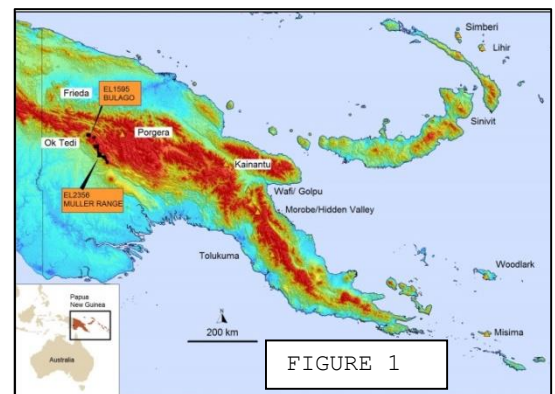 Simberi
Lihir
Frieda
EL1595
BULAGO
Sinivit
Porgera
Ok Tedi
Kainantu
EL2356
MULLER RANGE
Wafi/ Golpu
Morobe/Hidden Valley
Tolukuma
Woodlark
200 km
Papua
New Guinea
Misima
Australia
FIGURE 1